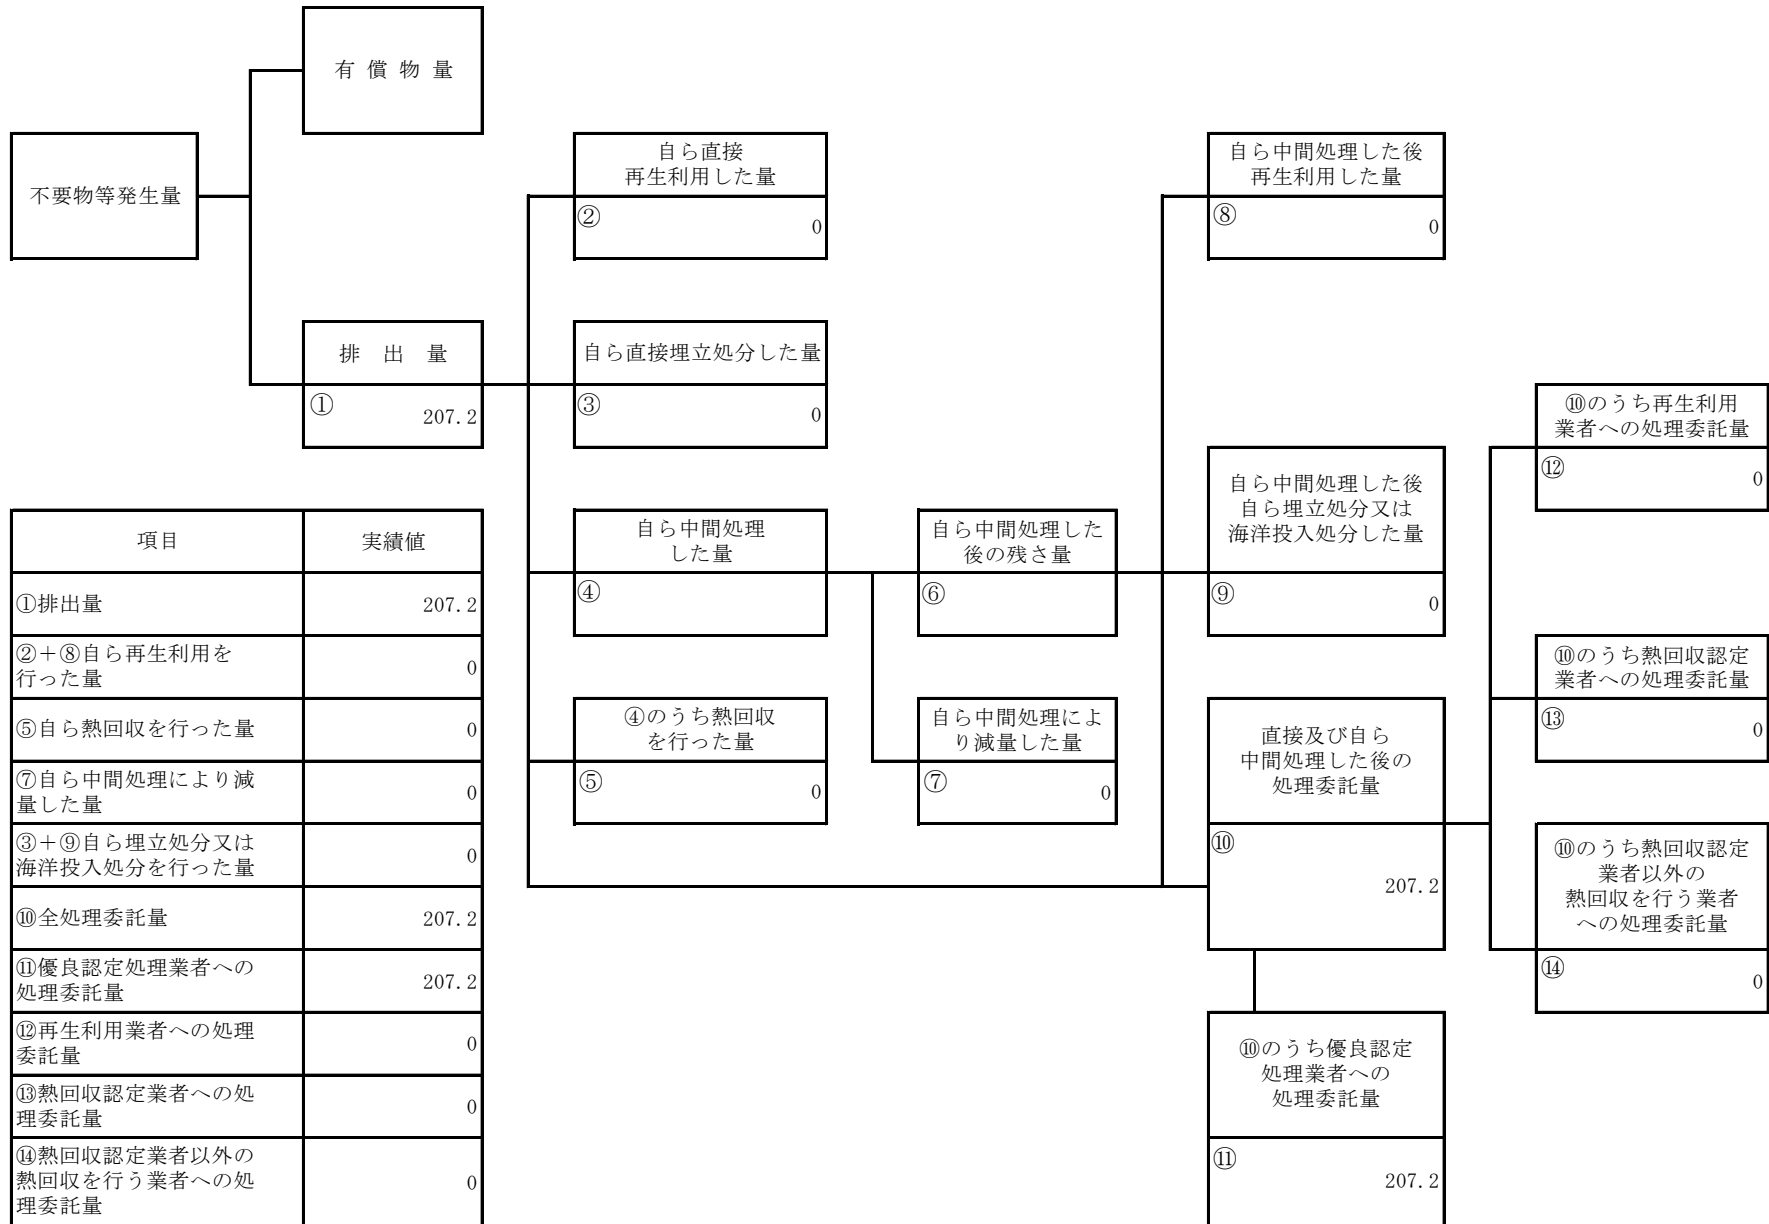 有 償 物 量
不要物等発生量
自ら直接
再生利用した量
②
0
自ら中間処理した後
再生利用した量
⑧
0
排 出 量
①
207.2
自ら直接埋立処分した量
③
0
⑩のうち再生利用
業者への処理委託量
⑫
0
自ら中間処理
した量
④
自ら中間処理した
後の残さ量
⑥
自ら中間処理した後
自ら埋立処分又は
海洋投入処分した量
⑨
0
⑩のうち熱回収認定
業者への処理委託量
⑬
0
④のうち熱回収
を行った量
⑤
0
自ら中間処理によ
り減量した量
⑦
0
直接及び自ら
中間処理した後の
処理委託量
⑩
207.2
⑩のうち熱回収認定
業者以外の
熱回収を行う業者
への処理委託量
⑭
0
⑩のうち優良認定
処理業者への
処理委託量
⑪
207.2
項目 実績値
①排出量 207.2
②＋⑧自ら再生利用を
行った量
0
⑤自ら熱回収を行った量 0
⑦自ら中間処理により減
量した量
0
③＋⑨自ら埋立処分又は
海洋投入処分を行った量
0
⑩全処理委託量 207.2
⑪優良認定処理業者への
処理委託量
207.2
⑫再生利用業者への処理
委託量
0
⑬熱回収認定業者への処
理委託量
0
⑭熱回収認定業者以外の
熱回収を行う業者への処
理委託量
0